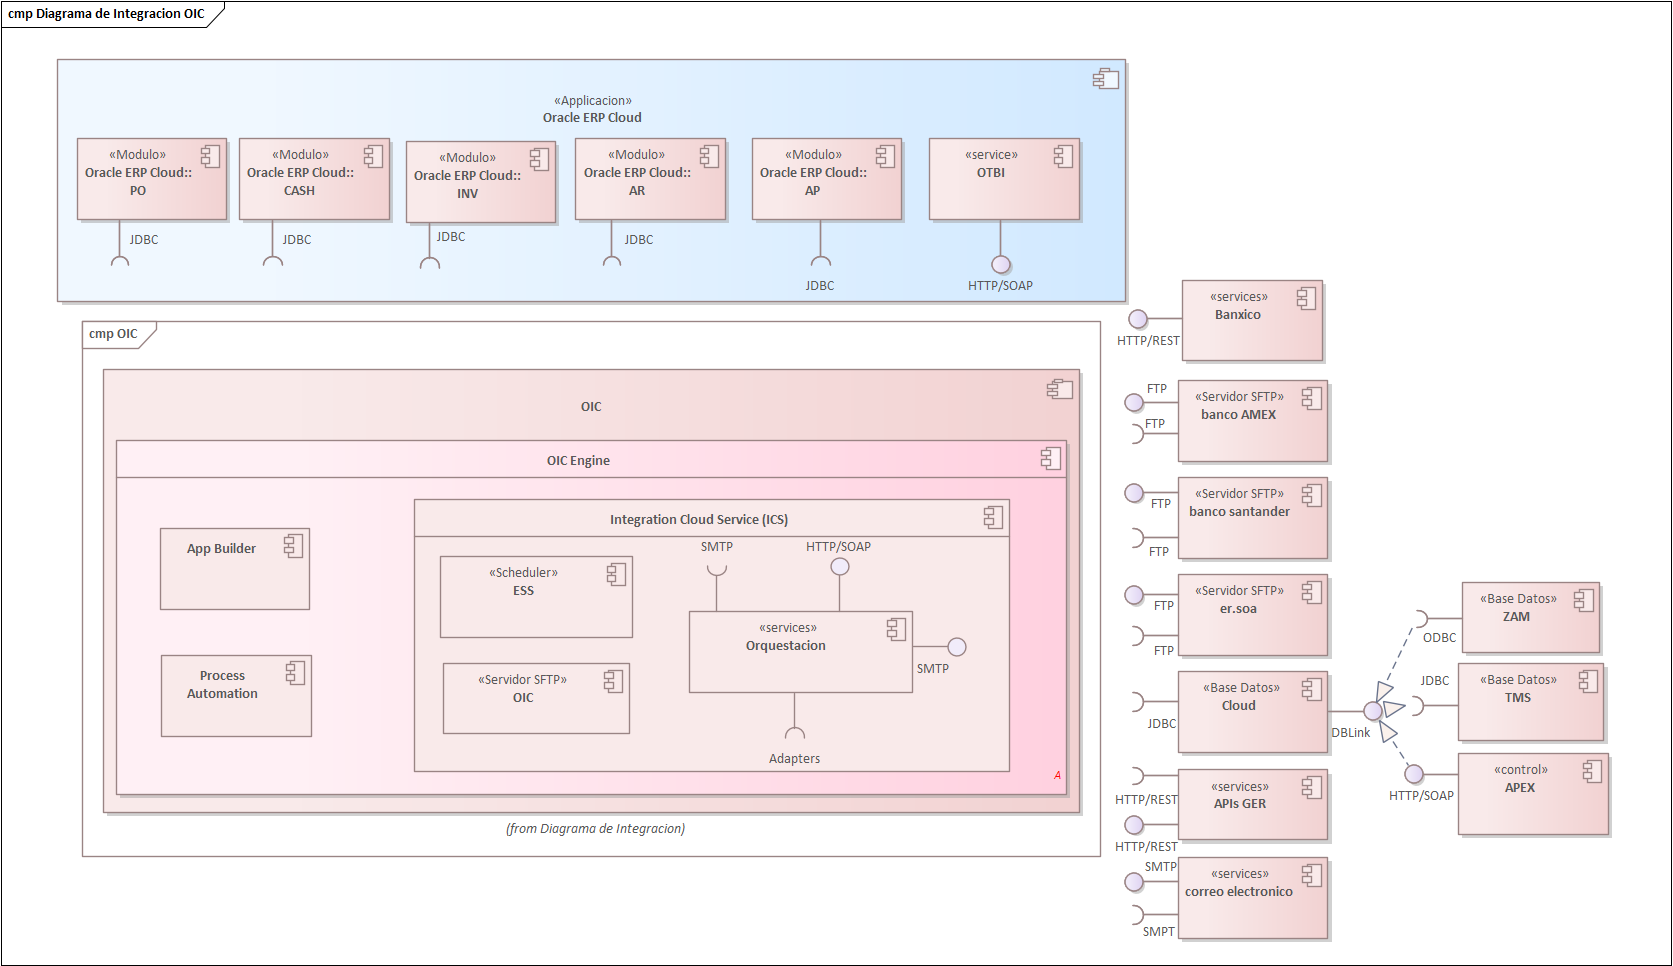 cmp Diagrama de Integracion OIC
«Applicacion»
Oracle ERP Cloud
«Modulo»
Oracle ERP Cloud::
PO
JDBC
«Modulo»
Oracle ERP Cloud::
CASH
JDBC
«Modulo»
Oracle ERP Cloud::
INV
JDBC
«Modulo»
Oracle ERP Cloud::
AR
JDBC
«Modulo»
Oracle ERP Cloud::
AP
JDBC
«service»
OTBI
HTTP/SOAP
cmp OIC
OIC
OIC Engine
App Builder
Process
Automation
Integration Cloud Service (ICS)
«Scheduler»
ESS
«Servidor SFTP»
OIC
SMTP
HTTP/SOAP
«services»
Orquestacion
SMTP
Adapters
A
(from Diagrama de Integracion)
«services»
Banxico
HTTP/REST
FTP
FTP
«Servidor SFTP»
banco AMEX
FTP
FTP
«Servidor SFTP»
banco santander
FTP
FTP
«Servidor SFTP»
er.soa
JDBC
«Base Datos»
Cloud
DBLink
HTTP/REST
HTTP/REST
«services»
APIs GER
SMTP
SMPT
«services»
correo electronico
ODBC
«Base Datos»
ZAM
JDBC
«Base Datos»
TMS
HTTP/SOAP
«control»
APEX